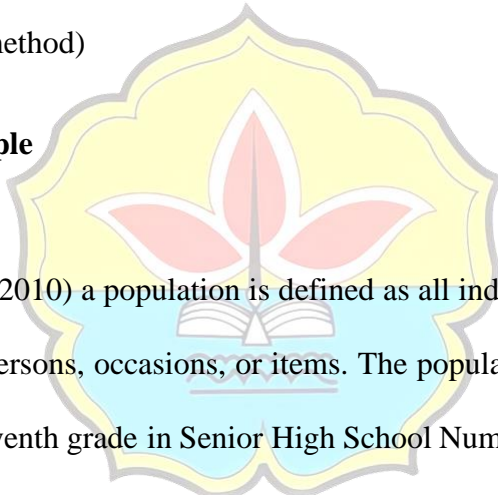 ethod)
ple
2010) a population is defined as all ind
ersons, occasions, or items. The popula
venth grade in Senior High School Num